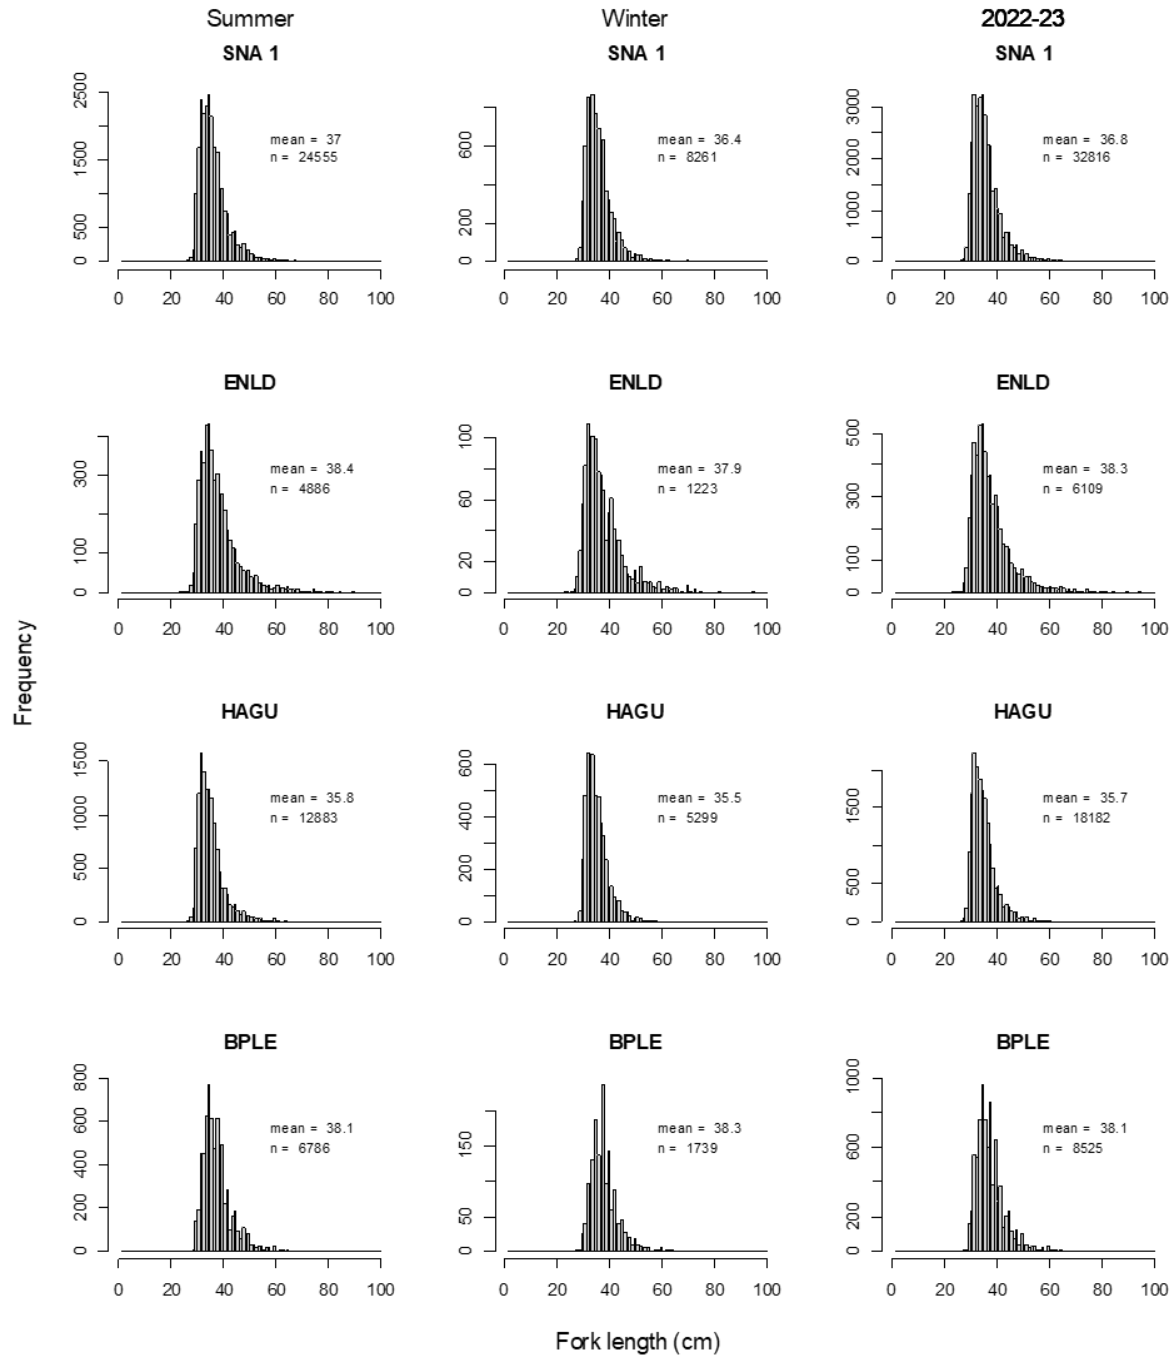 Summer Winter 2022-23
SNA 1 SNA 1 SNA 1
2500
1500
500
0
mean = 37
n = 24555
0 20 40 60 80 100
600
200
0
mean = 36.4
n = 8261
0 20 40 60 80 100
3000
2000
1000
0
mean = 36.8
n = 32816
0 20 40 60 80 100
ENLD ENLD ENLD
300
100
0
mean = 38.4
n = 4886
0 20 40 60 80 100
100
60
20
0
mean = 37.9
n = 1223
0 20 40 60 80 100
500
300
100
0
mean = 38.3
n = 6109
0 20 40 60 80 100
Frequency
HAGU HAGU HAGU
1500
1000
500
0
mean = 35.8
n = 12883
0 20 40 60 80 100
600
400
200
0
mean = 35.5
n = 5299
0 20 40 60 80 100
1500
500
0
mean = 35.7
n = 18182
0 20 40 60 80 100
BPLE BPLE BPLE
800
600
400
200
0
mean = 38.1
n = 6786
0 20 40 60 80 100
150
50
0
mean = 38.3
n = 1739
0 20 40 60 80 100
1000
600
200
0
mean = 38.1
n = 8525
0 20 40 60 80 100
Fork length (cm)